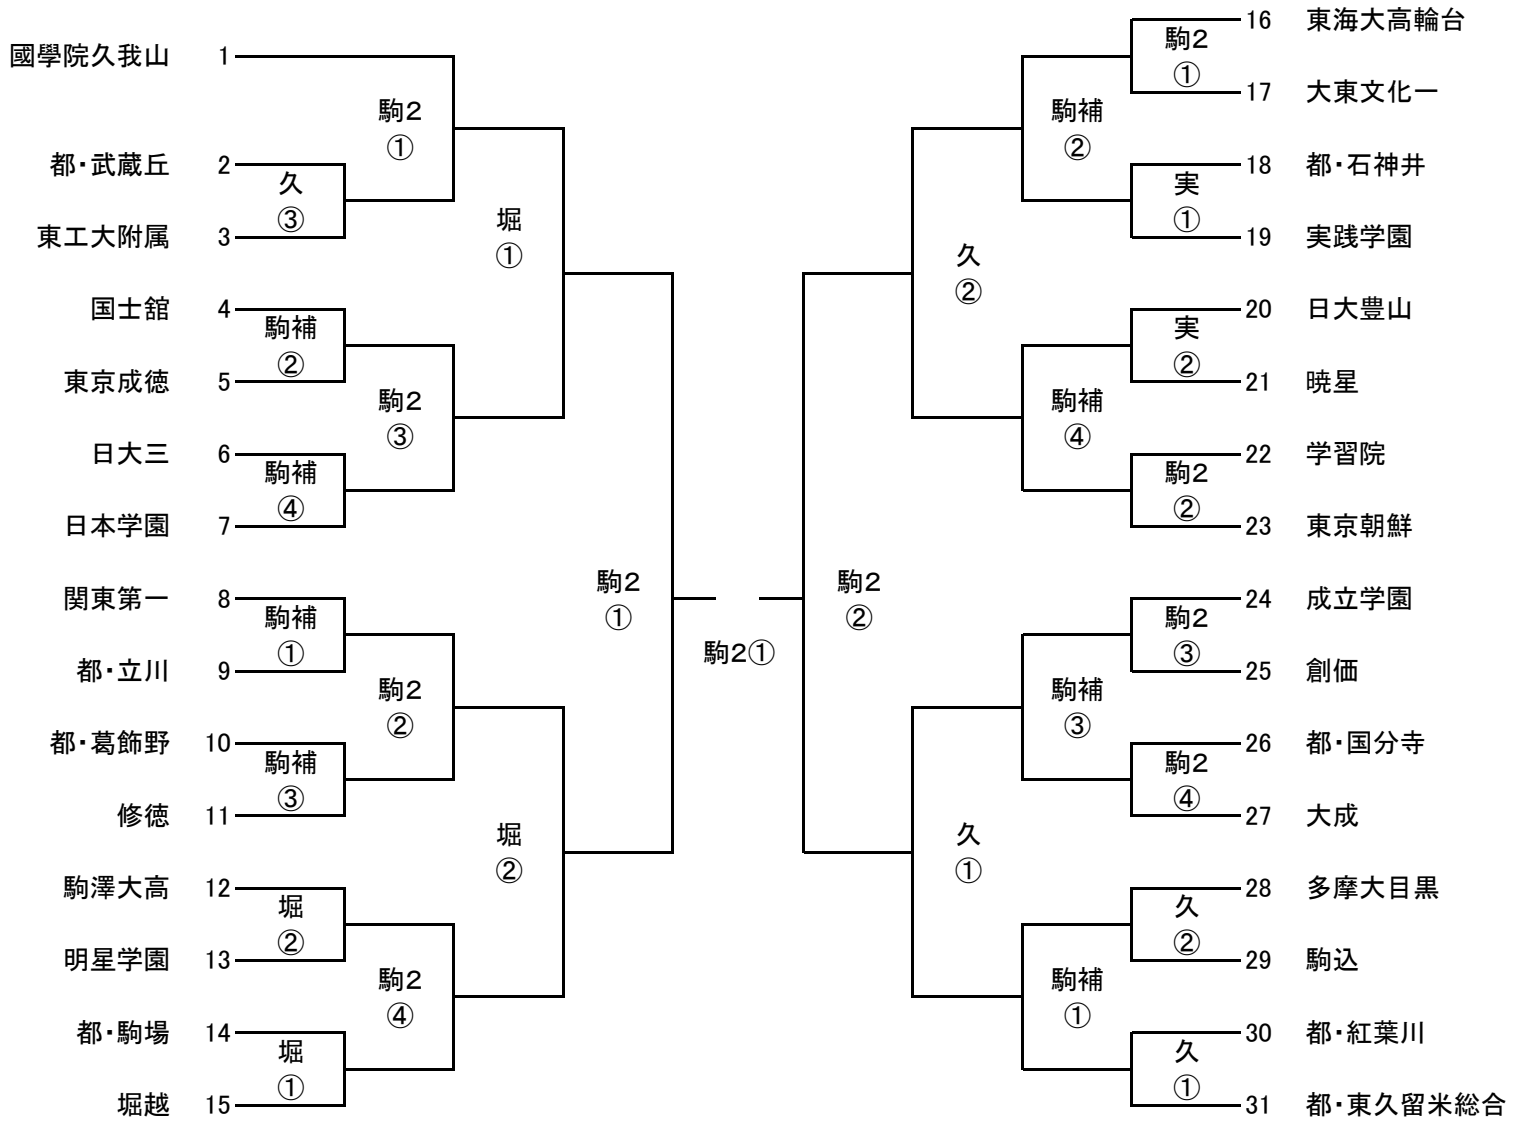 國學院久我山 1
都・武蔵丘 2
久
③
東工大附属 3
駒２
①
国士舘 4
駒補
②
東京成徳 5
日大三 6
駒補
④
日本学園 7
駒２
③
堀
①
関東第一 8
駒補
①
都・立川 9
都・葛飾野 10
駒補
③
修徳 11
駒２
②
駒澤大高 12
堀
②
明星学園 13
都・駒場 14
堀
①
堀越 15
駒２
④
堀
②
駒２
①
駒２①
駒２
②
16 東海大高輪台
駒２
①
17 大東文化一
18 都・石神井
実
①
19 実践学園
駒補
②
20 日大豊山
実
②
21 暁星
22 学習院
駒２
②
23 東京朝鮮
駒補
④
久
②
24 成立学園
駒２
③
25 創価
26 都・国分寺
駒２
④
27 大成
駒補
③
28 多摩大目黒
久
②
29 駒込
30 都・紅葉川
久
①
31 都・東久留米総合
駒補
①
久
①